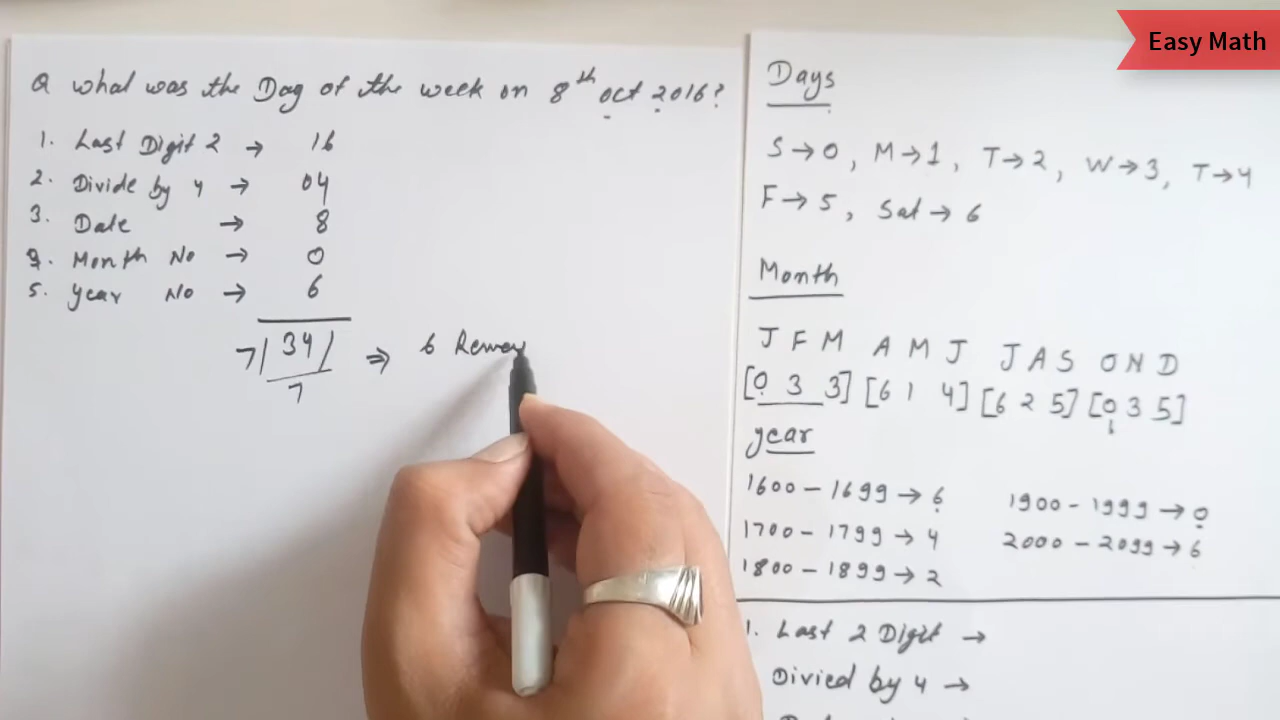 Easy Math
Q what was the Day of the week on 8th Oct 2016?
1. Last Digit 2 → 16
2. Divide by 4 → 04
3. Date → 8
4. Month No → 0
5. year No → 6
7| 34/ ⇒ 6
7
Days
S→0, M→1, T→2, W→3, T→4
F→5, Sat→6
Month
J F M A M J J A S O N D
[0 3 3] [6 1 4] [6 2 5] [0 3 5]
year
1600 - 1699 → 6 1900 - 1999 → 0
1700 - 1799 → 4 2000 - 2099 → 6
1800 - 1899 → 2
1. Last 2 Digit →
Divied by 4 →